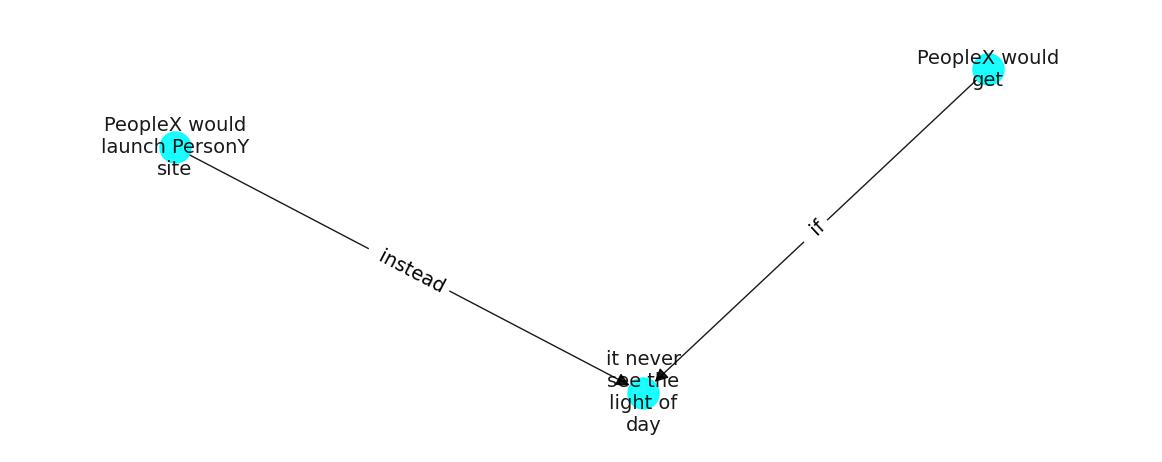 PeopleX would
get
PeopleX would
launch PersonY
site
if
instead
it never
see the
light of
day